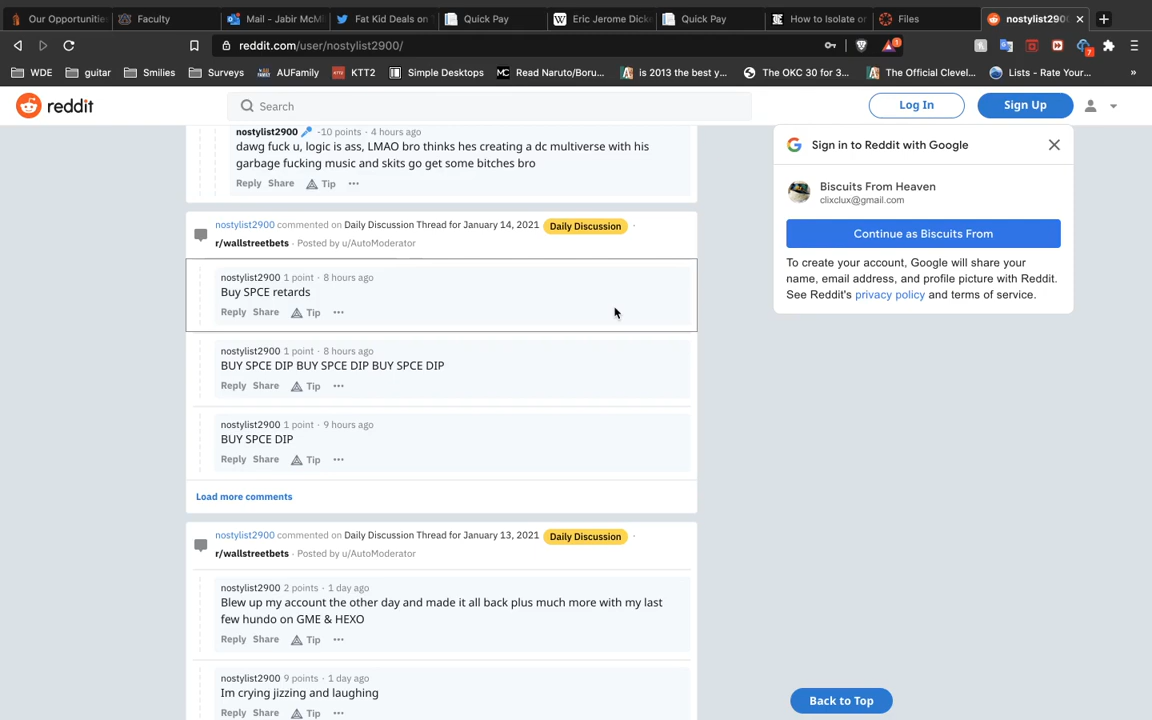 Our Opportunities
Faculty
Mail - Jabir McM
Fat Kid Deals on
Quick Pay
Eric Jerome Dicke
Quick Pay
How to Isolate or
Files
nostylist2900
reddit.com/user/nostylist2900/
1
WDE
guitar
Smilies
Surveys
AUFamily
KTT2
Simple Desktops
MC Read Naruto/Boru...
is 2013 the best y...
The OKC 30 for 3...
The Official Clevel...
Lists - Rate Your...
»
7
reddit
Search
Log In
Sign Up
nostylist2900 -10 points · 4 hours ago
dawg fuck u, logic is ass, LMAO bro thinks hes creating a dc multiverse with his
garbage fucking music and skits go get some bitches bro
Reply Share Tip ...
nostylist2900 commented on Daily Discussion Thread for January 14, 2021 Daily Discussion ·
r/wallstreetbets · Posted by u/AutoModerator
nostylist2900 1 point · 8 hours ago
Buy SPCE retards
Reply Share Tip ...
nostylist2900 1 point · 8 hours ago
BUY SPCE DIP BUY SPCE DIP BUY SPCE DIP
Reply Share Tip ...
nostylist2900 1 point · 9 hours ago
BUY SPCE DIP
Reply Share Tip ...
Load more comments
nostylist2900 commented on Daily Discussion Thread for January 13, 2021 Daily Discussion ·
r/wallstreetbets · Posted by u/AutoModerator
nostylist2900 2 points · 1 day ago
Blew up my account the other day and made it all back plus much more with my last
few hundo on GME & HEXO
Reply Share Tip ...
nostylist2900 9 points · 1 day ago
Im crying jizzing and laughing
Reply Share Tip ...
Sign in to Reddit with Google
Biscuits From Heaven
clixclux@gmail.com
Continue as Biscuits From
To create your account, Google will share your
name, email address, and profile picture with Reddit.
See Reddit's privacy policy and terms of service.
Back to Top